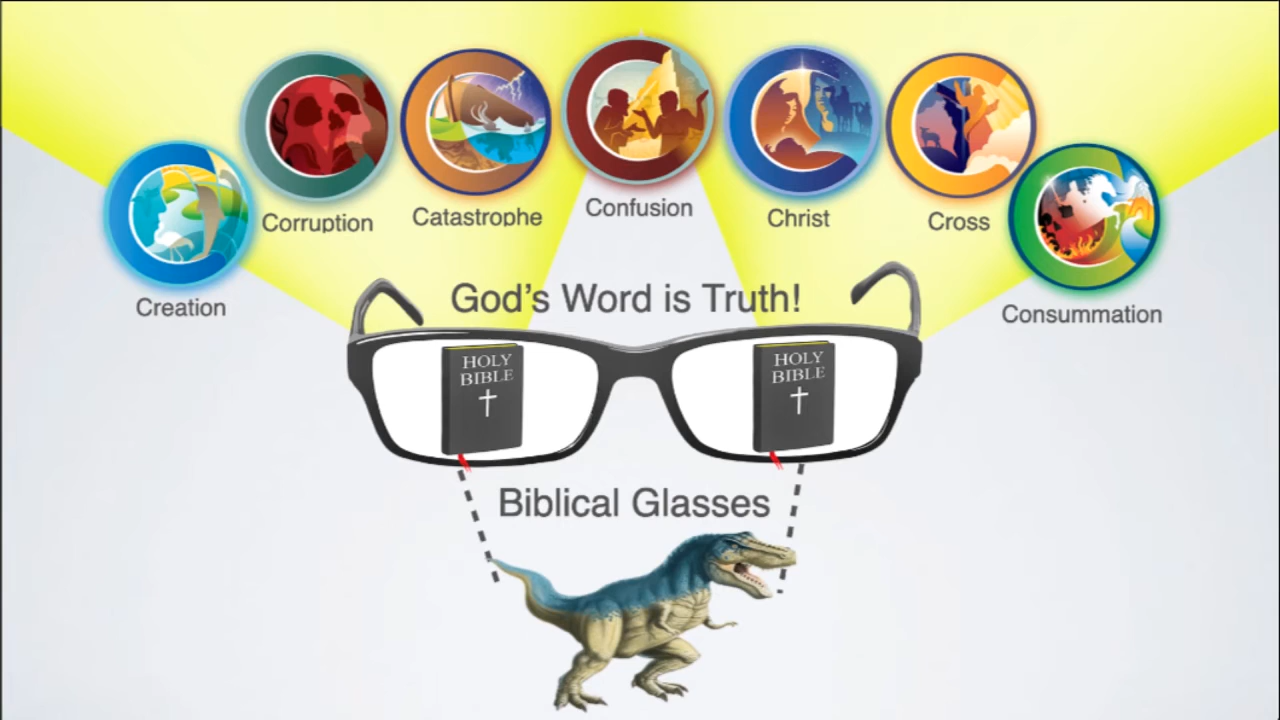 Creation
Corruption
Catastrophe
Confusion
Christ
Cross
Consummation
God's Word is Truth!
HOLY
BIBLE
HOLY
BIBLE
Biblical Glasses